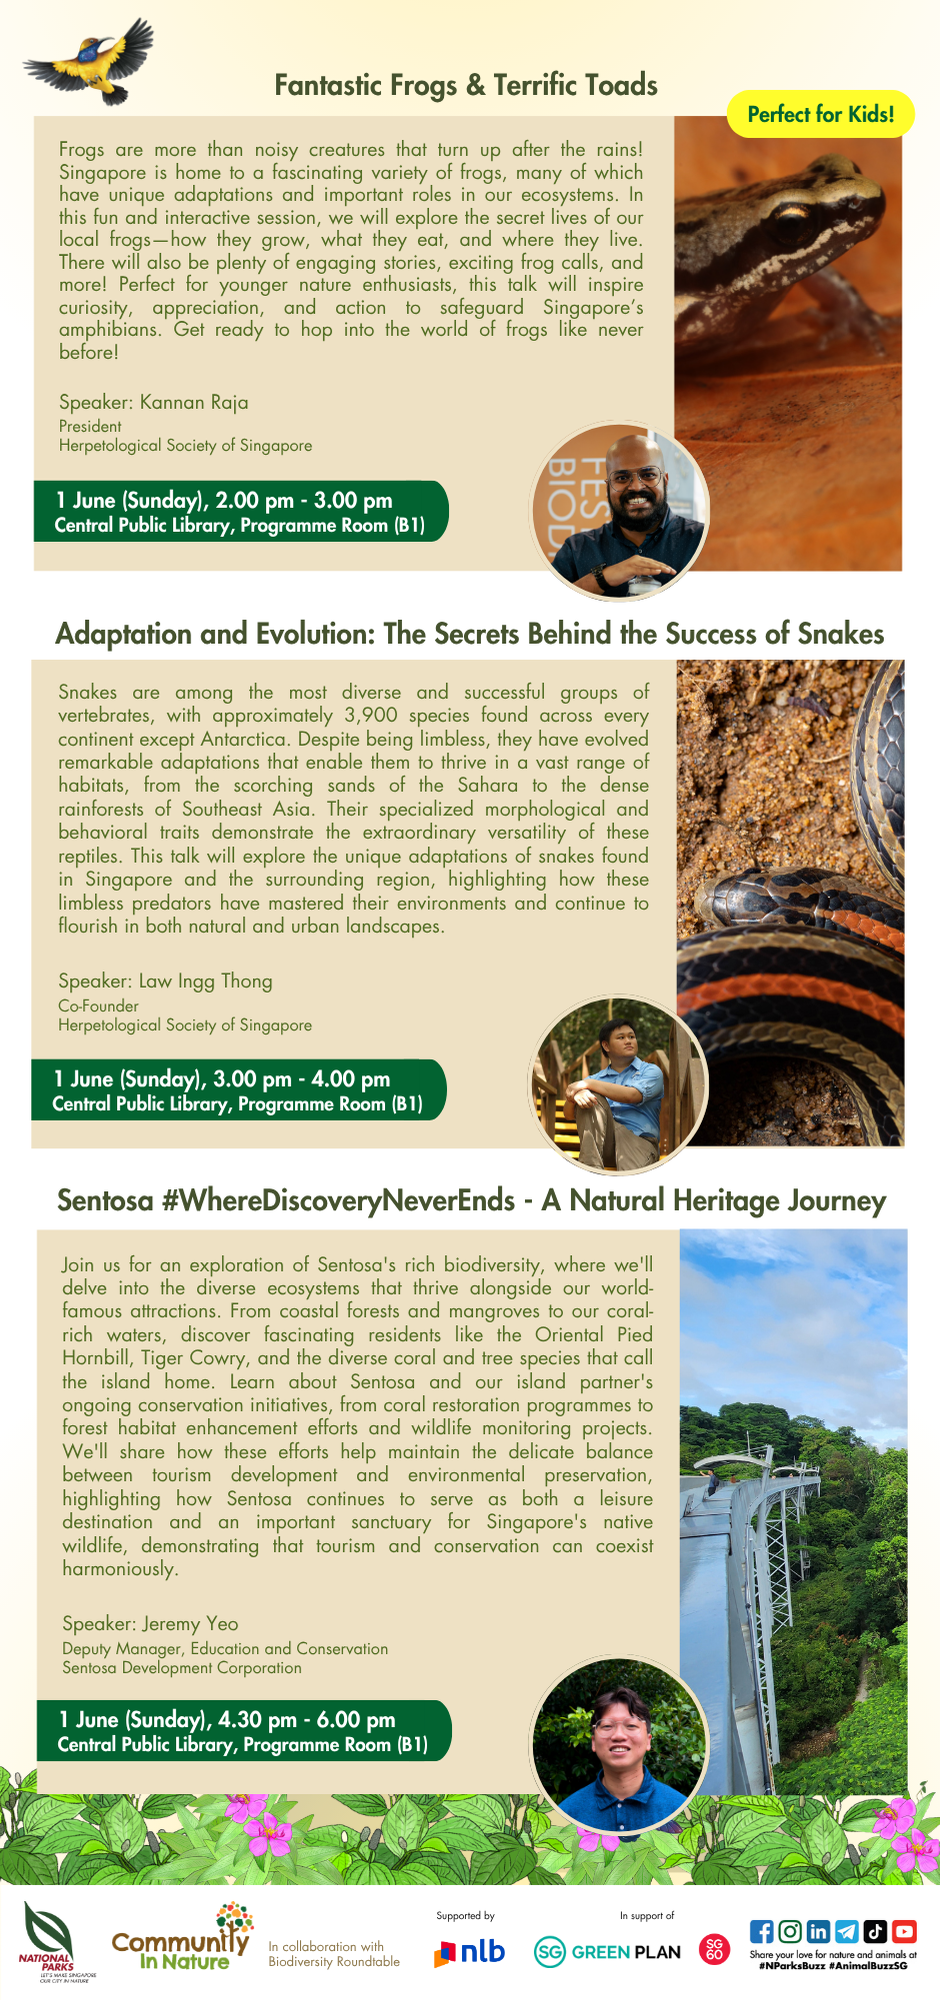 Fantastic Frogs & Terrific Toads
Perfect for Kids!
Frogs are more than noisy creatures that turn up after the rains!
Singapore is home to a fascinating variety of frogs, many of which
have unique adaptations and important roles in our ecosystems. In
this fun and interactive session, we will explore the secret lives of our
local frogs—how they grow, what they eat, and where they live.
There will also be plenty of engaging stories, exciting frog calls, and
more! Perfect for younger nature enthusiasts, this talk will inspire
curiosity, appreciation, and action to safeguard Singapore's
amphibians. Get ready to hop into the world of frogs like never
before!
Speaker: Kannan Raja
President
Herpetological Society of Singapore
1 June (Sunday), 2.00 pm - 3.00 pm
Central Public Library, Programme Room (B1)
FES
BIOD
Adaptation and Evolution: The Secrets Behind the Success of Snakes
Snakes are among the most diverse and successful groups of
vertebrates, with approximately 3,900 species found across every
continent except Antarctica. Despite being limbless, they have evolved
remarkable adaptations that enable them to thrive in a vast range of
habitats, from the scorching sands of the Sahara to the dense
rainforests of Southeast Asia. Their specialized morphological and
behavioral traits demonstrate the extraordinary versatility of these
reptiles. This talk will explore the unique adaptations of snakes found
in Singapore and the surrounding region, highlighting how these
limbless predators have mastered their environments and continue to
flourish in both natural and urban landscapes.
Speaker: Law Ingg Thong
Co-Founder
Herpetological Society of Singapore
1 June (Sunday), 3.00 pm - 4.00 pm
Central Public Library, Programme Room (B1)
Sentosa #WhereDiscoveryNeverEnds - A Natural Heritage Journey
Join us for an exploration of Sentosa's rich biodiversity, where we'll
delve into the diverse ecosystems that thrive alongside our world-
famous attractions. From coastal forests and mangroves to our coral-
rich waters, discover fascinating residents like the Oriental Pied
Hornbill, Tiger Cowry, and the diverse coral and tree species that call
the island home. Learn about Sentosa and our island partner's
ongoing conservation initiatives, from coral restoration programmes to
forest habitat enhancement efforts and wildlife monitoring projects.
We'll share how these efforts help maintain the delicate balance
between tourism development and environmental preservation,
highlighting how Sentosa continues to serve as both a leisure
destination and an important sanctuary for Singapore's native
wildlife, demonstrating that tourism and conservation can coexist
harmoniously.
Speaker: Jeremy Yeo
Deputy Manager, Education and Conservation
Sentosa Development Corporation
1 June (Sunday), 4.30 pm - 6.00 pm
Central Public Library, Programme Room (B1)
NATIONAL
PARKS
LET'S MAKE SINGAPORE
OUR CITY IN NATURE
Community
In Nature
In collaboration with
Biodiversity Roundtable
Supported by
nlb
In support of
SG GREEN PLAN
SG
60
Share your love for nature and animals at
#NParksBuzz #AnimalBuzzSG